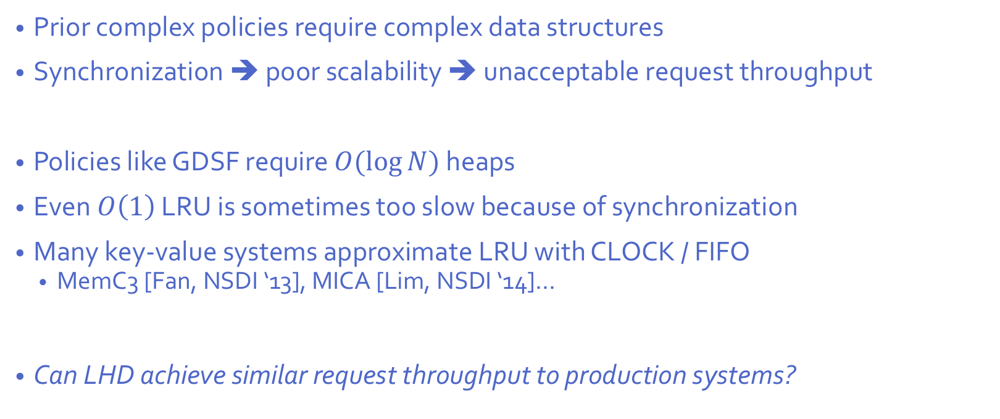 • Prior complex policies require complex data structures
• Synchronization ➔ poor scalability ➔ unacceptable request throughput
• Policies like GDSF require O(log N) heaps
• Even O(1) LRU is sometimes too slow because of synchronization
• Many key-value systems approximate LRU with CLOCK / FIFO
• MemC3 [Fan, NSDI ‘13], MICA [Lim, NSDI ‘14]…
• Can LHD achieve similar request throughput to production systems?